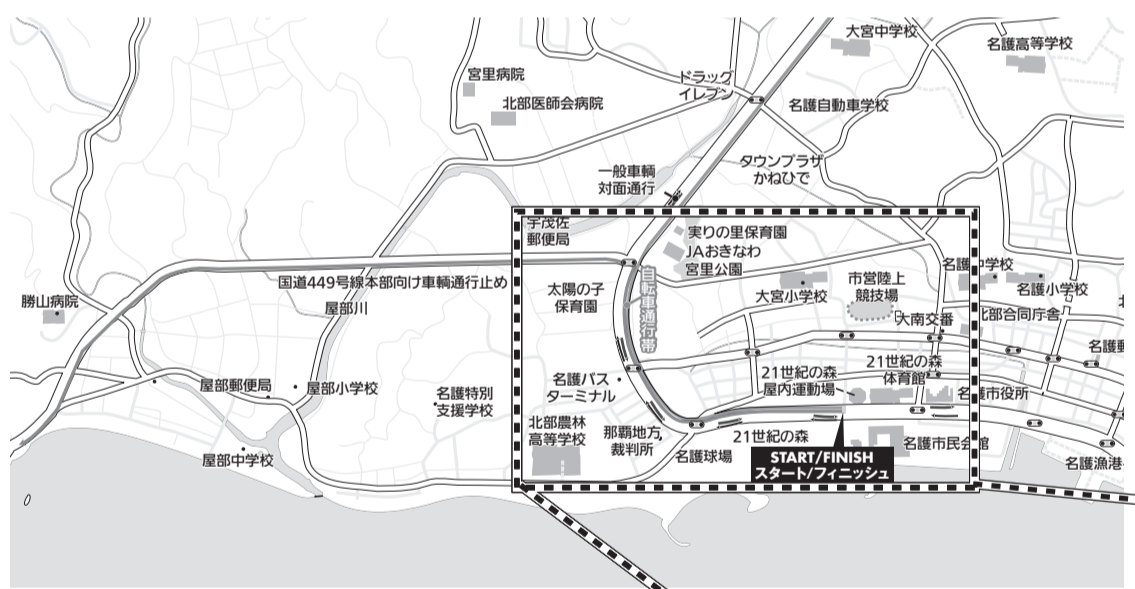 大宮中学校
名護高等学校
宮里病院
ドラッグ
イレブン
北部医師会病院
名護自動車学校
一般車輌
対面通行
タウンプラザ
かねひで
宇茂佐
郵便局
実りの里保育園
JAおきなわ
宮里公園
国道449号線本部向け車輌通行止め
屋部川
太陽の子
保育園
自転車通行帯
大宮小学校
市営陸上
競技場
名護中学校
名護小学校
大南交番
北部合同庁舎
勝山病院
屋部郵便局
屋部小学校
名護特別
支援学校
名護バス
ターミナル
21世紀の森
屋内運動場
21世紀の森
体育館
名護市役所
北部農林
高等学校
那覇地方
裁判所
名護球場
21世紀の森
名護市民会館
屋部中学校
START/FINISH
スタート/フィニッシュ
名護漁港